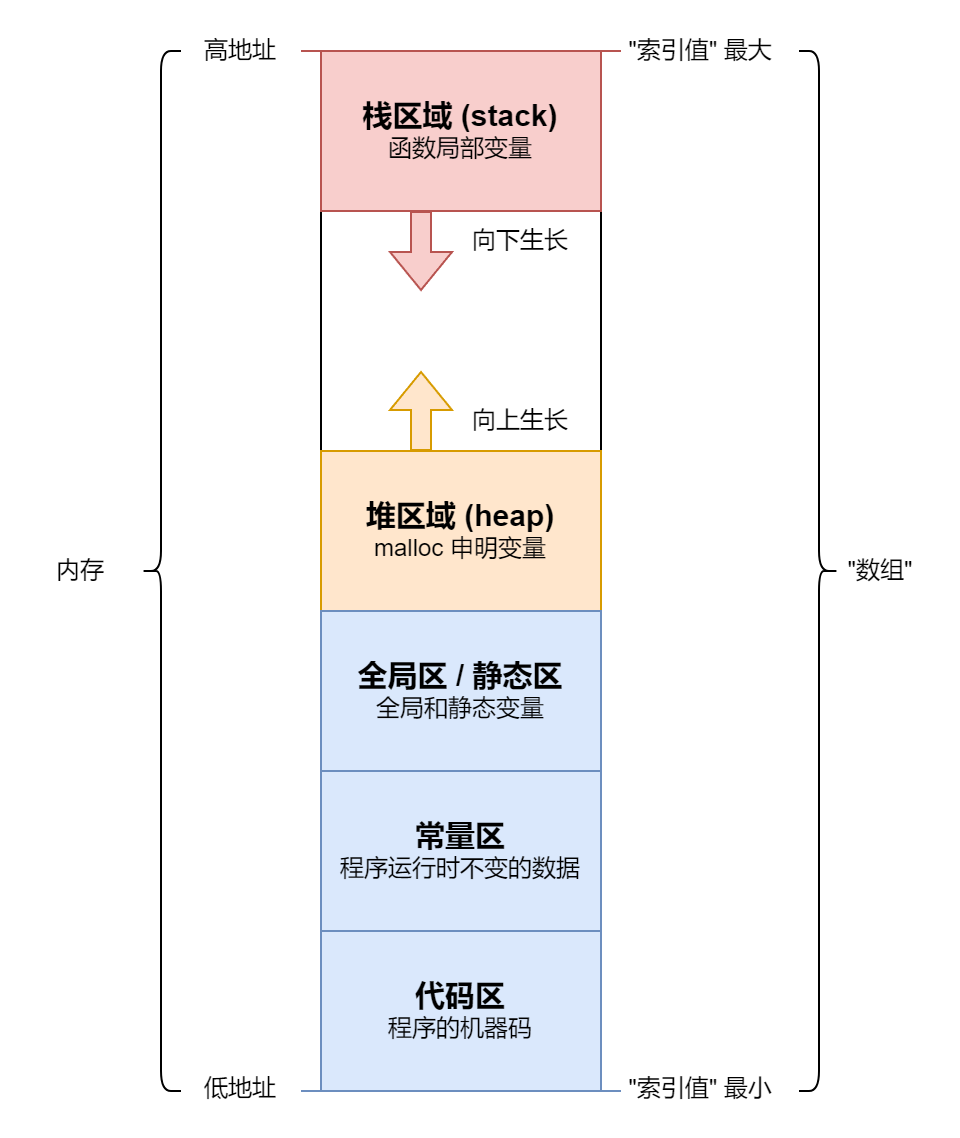 高地址
"索引值" 最大
栈区域 (stack)
函数局部变量
向下生长
向上生长
堆区域 (heap)
malloc 申明变量
内存
"数组"
全局区 / 静态区
全局和静态变量
常量区
程序运行时不变的数据
代码区
程序的机器码
低地址
"索引值" 最小